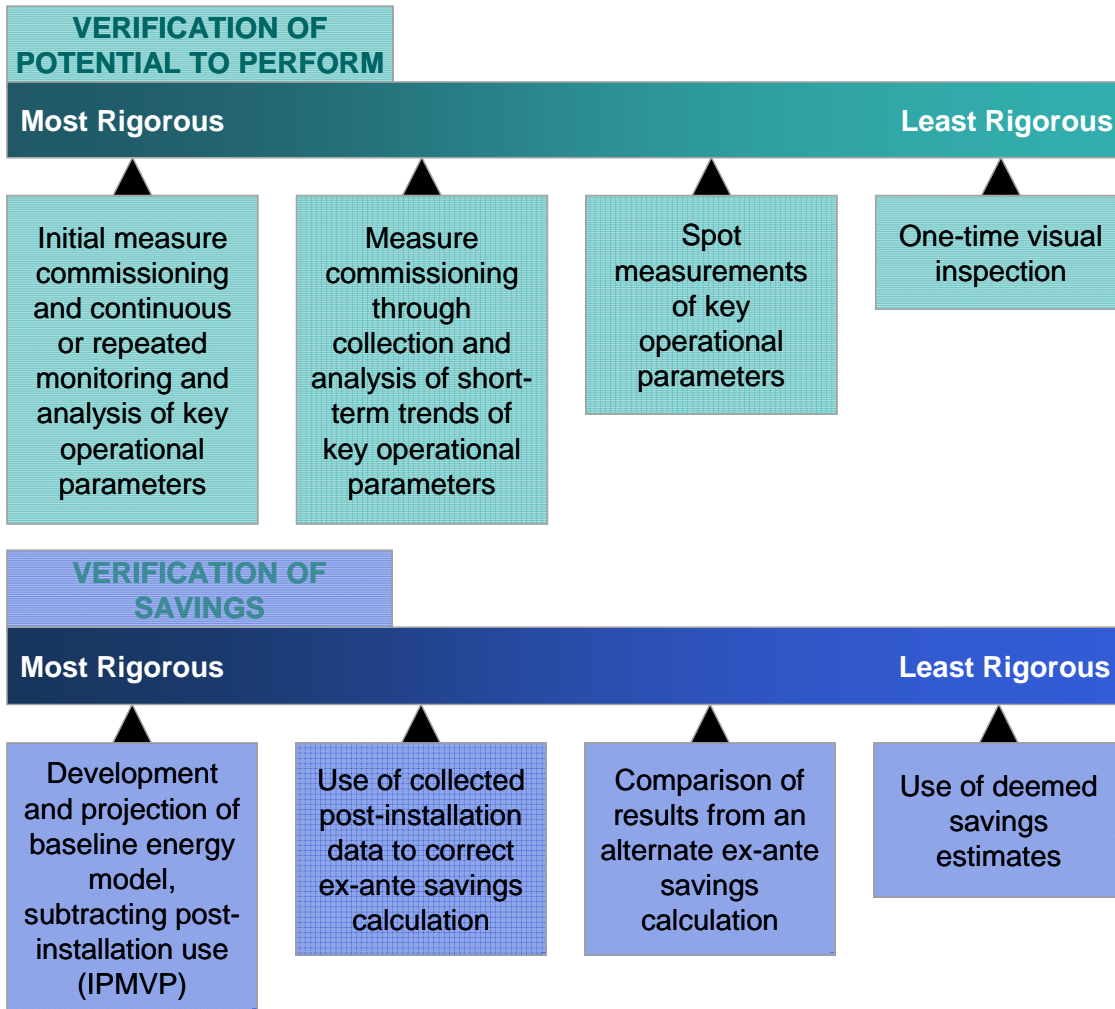 VERIFICATION OF
POTENTIAL TO PERFORM
Most Rigorous
Least Rigorous
Initial measure
commissioning
and continuous
or repeated
monitoring and
analysis of key
operational
parameters
Measure
commissioning
through
collection and
analysis of short-
term trends of
key operational
parameters
Spot
measurements
of key
operational
parameters
One-time visual
inspection
VERIFICATION OF
SAVINGS
Most Rigorous
Least Rigorous
Development
and projection of
baseline energy
model,
subtracting post-
installation use
(IPMVP)
Use of collected
post-installation
data to correct
ex-ante savings
calculation
Comparison of
results from an
alternate ex-ante
savings
calculation
Use of deemed
savings
estimates